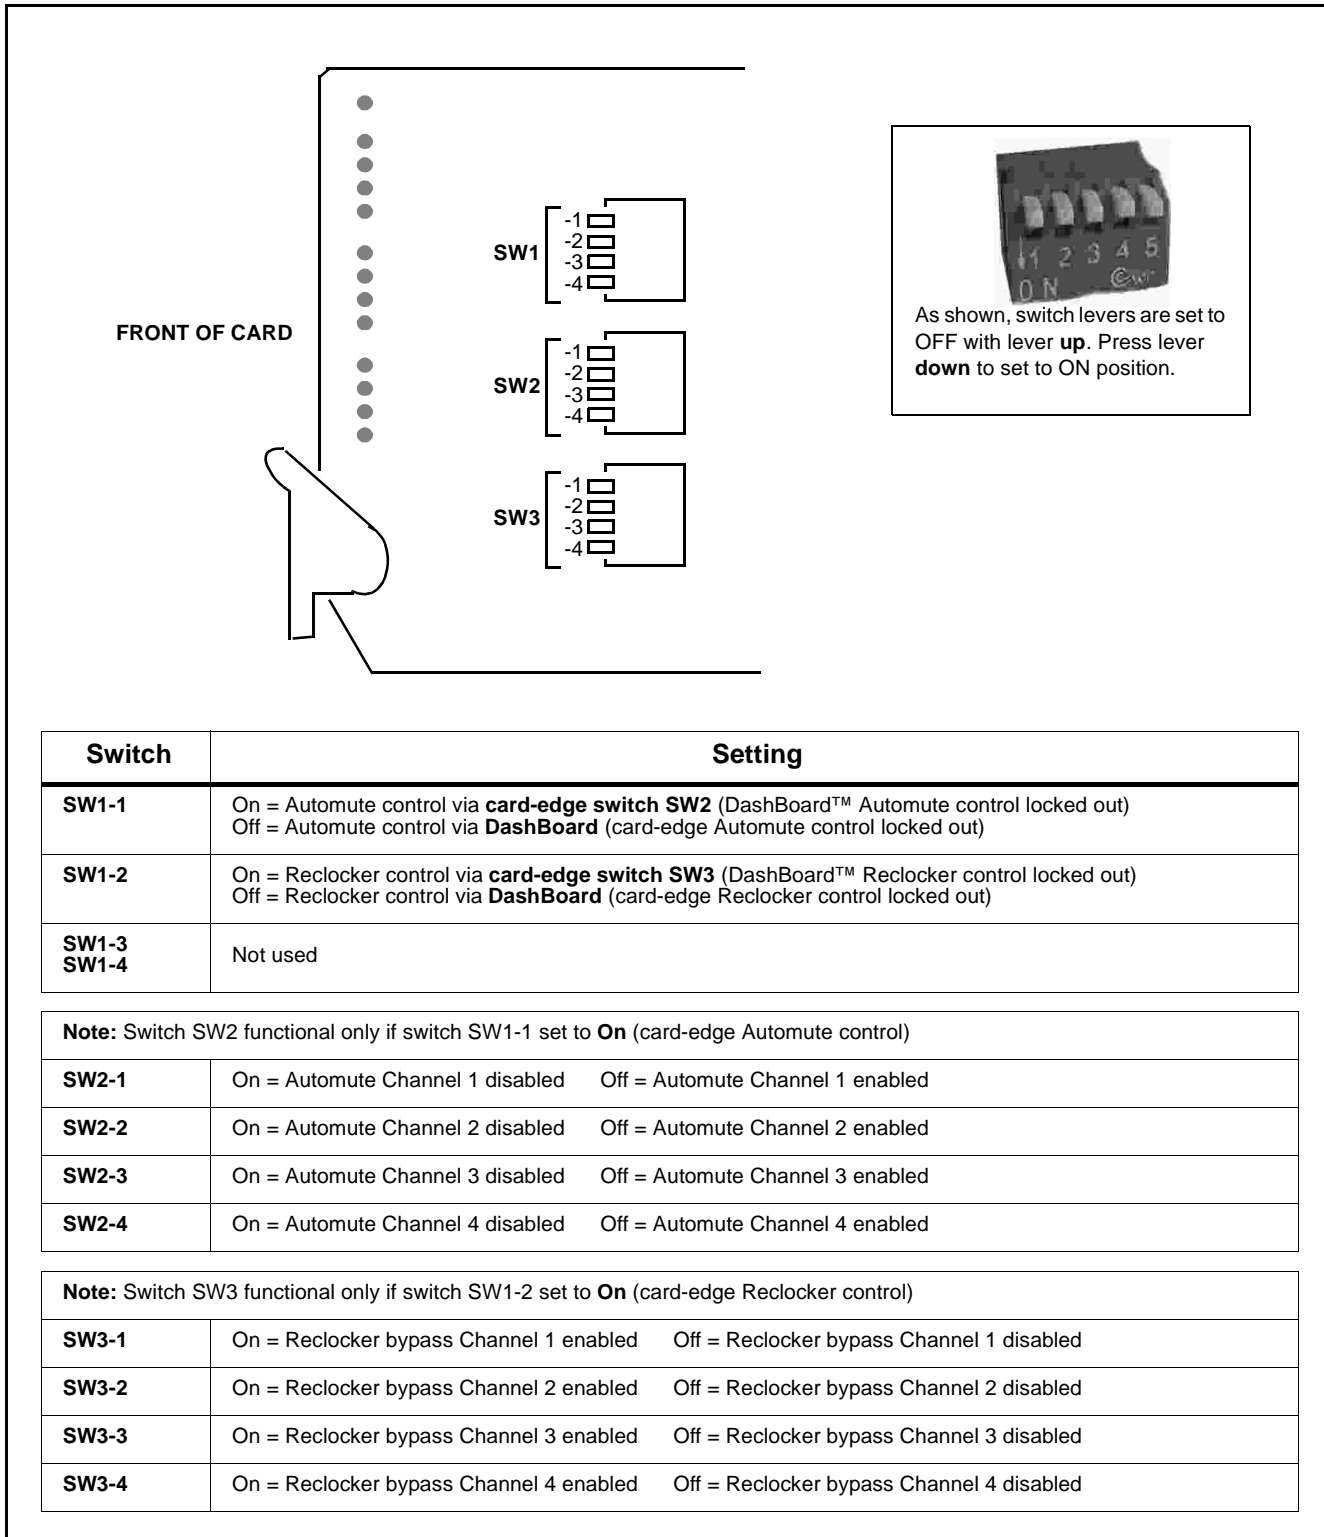 FRONT OF CARD
SW1
-1
-2
-3
-4
SW2
-1
-2
-3
-4
SW3
-1
-2
-3
-4
1 2 3 4 5
ON
As shown, switch levers are set to
OFF with lever up. Press lever
down to set to ON position.
Switch Setting
SW1-1 On = Automute control via card-edge switch SW2 (DashBoard™ Automute control locked out)
Off = Automute control via DashBoard (card-edge Automute control locked out)
SW1-2 On = Reclocker control via card-edge switch SW3 (DashBoard™ Reclocker control locked out)
Off = Reclocker control via DashBoard (card-edge Reclocker control locked out)
SW1-3
SW1-4 Not used
Note: Switch SW2 functional only if switch SW1-1 set to On (card-edge Automute control)
SW2-1 On = Automute Channel 1 disabled Off = Automute Channel 1 enabled
SW2-2 On = Automute Channel 2 disabled Off = Automute Channel 2 enabled
SW2-3 On = Automute Channel 3 disabled Off = Automute Channel 3 enabled
SW2-4 On = Automute Channel 4 disabled Off = Automute Channel 4 enabled
Note: Switch SW3 functional only if switch SW1-2 set to On (card-edge Reclocker control)
SW3-1 On = Reclocker bypass Channel 1 enabled Off = Reclocker bypass Channel 1 disabled
SW3-2 On = Reclocker bypass Channel 2 enabled Off = Reclocker bypass Channel 2 disabled
SW3-3 On = Reclocker bypass Channel 3 enabled Off = Reclocker bypass Channel 3 disabled
SW3-4 On = Reclocker bypass Channel 4 enabled Off = Reclocker bypass Channel 4 disabled